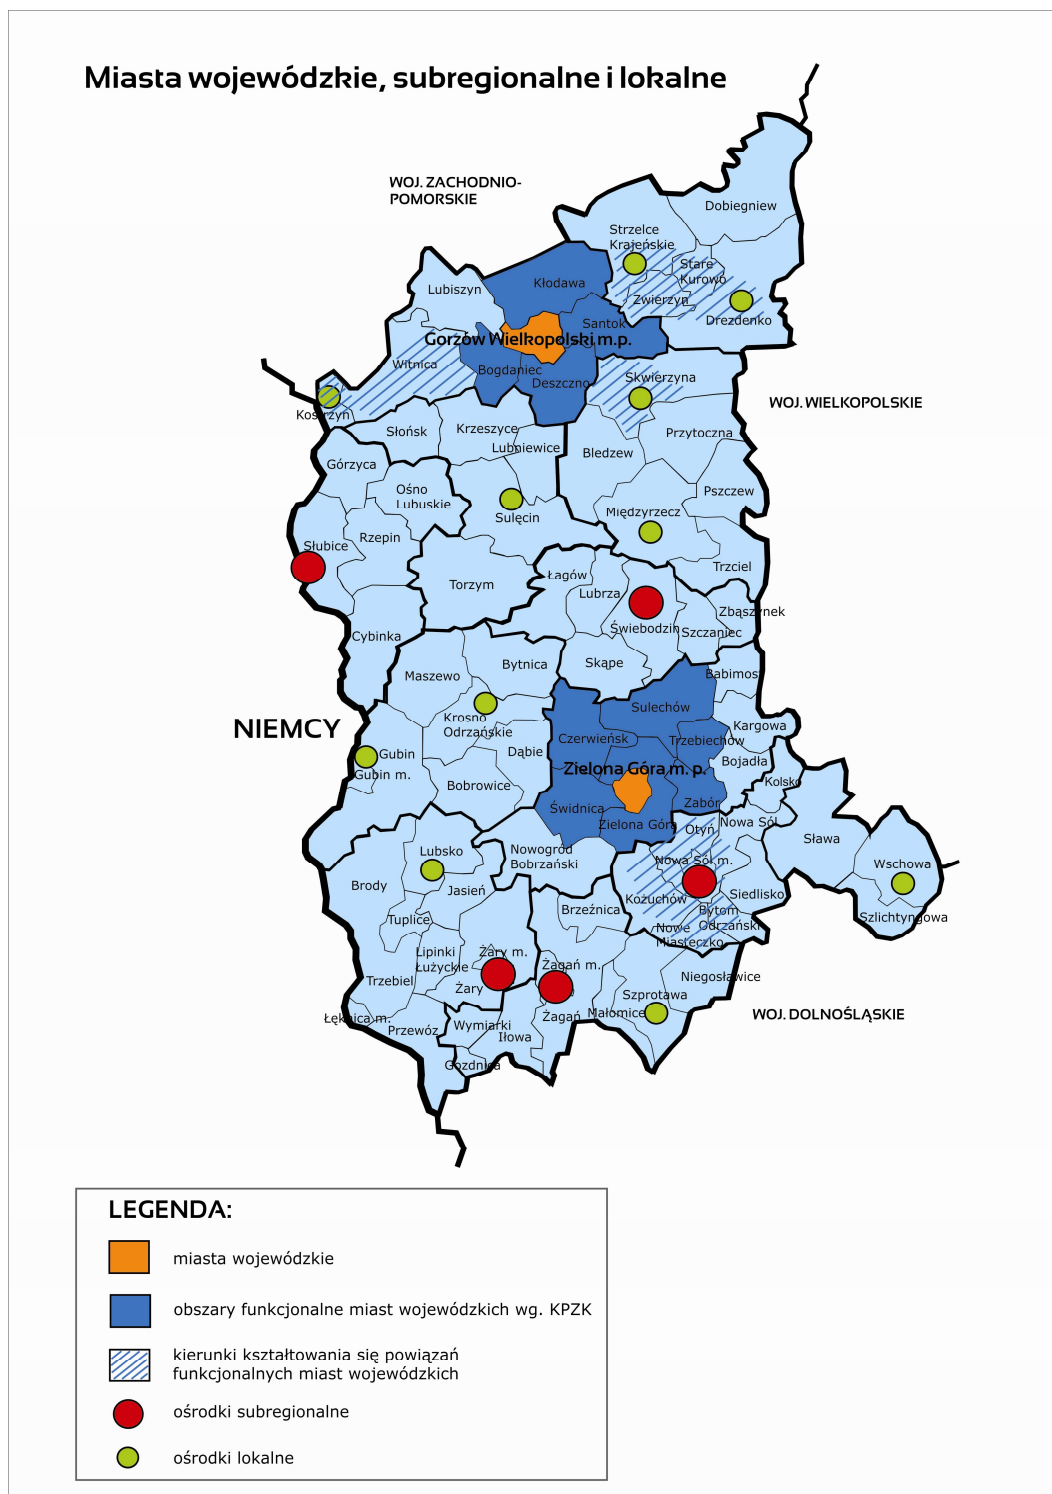 Miasta wojewódzkie, subregionalne i lokalne
WOJ. ZACHODNIO-
POMORSKIE
Dobiegniew
Strzelce
Krajeńskie
Stare
Kurowo
Kłodawa
Lubiszyn
Zwierzyn
Santok
Drezdenko
Gorzów Wielkopolski m.p.
Witnica
Bogdaniec
Deszczno
Skwierzyna
WOJ. WIELKOPOLSKIE
Kostrzyn
Słońsk
Krzeszyce
Lubniewice
Przytoczna
Bledzew
Górzyca
Ośno
Lubuskie
Pszczew
Sulęcin
Międzyrzecz
Rzepin
Słubice
Trzciel
Torzym
Łagów
Lubrza
Zbąszynek
Świebodzin
Szczaniec
Cybinka
Skąpe
Bytnica
Maszewo
Babimost
Sulechów
Krosno
Odrzańskie
NIEMCY
Kargowa
Czerwieńsk
Trzebiechów
Dąbie
Gubin
Bojadła
Zielona Góra m. p.
Gubin m.
Kolsko
Bobrowice
Świdnica
Zabór
Zielona Góra
Otyń
Nowa Sól
Sława
Lubsko
Nowogród
Bobrzański
Nowa Sól m.
Wschowa
Brody
Jasień
Kożuchów
Siedlisko
Brzeźnica
Bytom
Odrzański
Tuplice
Nowe
Miasteczko
Szlichtyngowa
Lipinki
Łużyckie
Żary m.
Żagań m.
Trzebiel
Żary
Niegosławice
Szprotawa
Łęknica m.
Przewóz
Wymiarki
Iłowa
Żagań
Małomice
WOJ. DOLNOŚLĄSKIE
Gozdnica
LEGENDA:
miasta wojewódzkie
obszary funkcjonalne miast wojewódzkich wg. KPZK
kierunki kształtowania się powiązań
funkcjonalnych miast wojewódzkich
ośrodki subregionalne
ośrodki lokalne